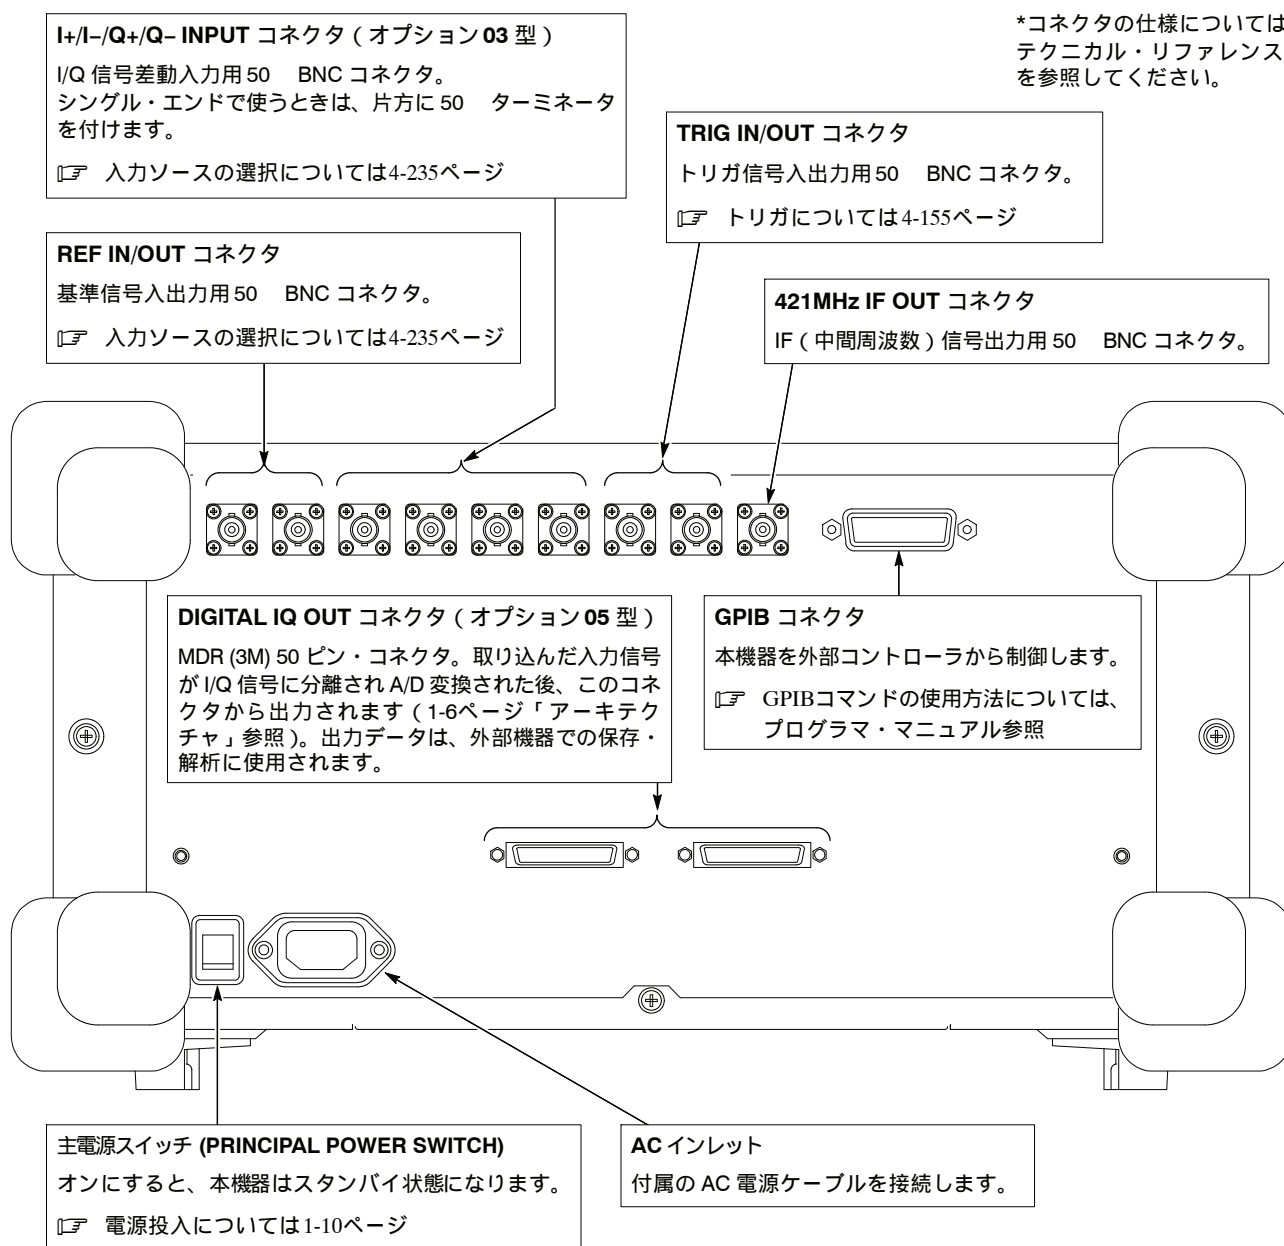 I+/I–/Q+/Q– INPUT コネクタ（オプション 03 型）
I/Q 信号差動入力用 50 BNC コネクタ。
シングル・エンドで使うときは、片方に 50 ターミネータ
を付けます。
☞ 入力ソースの選択については4-235ページ
*コネクタの仕様については
テクニカル・リファレンス
を参照してください。
TRIG IN/OUT コネクタ
トリガ信号入出力用 50 BNC コネクタ。
☞ トリガについては 4-155ページ
REF IN/OUT コネクタ
基準信号入出力用 50 BNC コネクタ。
☞ 入力ソースの選択については4-235ページ
421MHz IF OUT コネクタ
IF（中間周波数）信号出力用 50 BNC コネクタ。
DIGITAL IQ OUT コネクタ（オプション 05 型）
MDR (3M) 50 ピン・コネクタ。取り込んだ入力信号
が I/Q 信号に分離され A/D 変換された後、このコネ
クタから出力されます（1-6ページ「アーキテク
チャ」参照）。出力データは、外部機器での保存・
解析に使用されます。
GPIB コネクタ
本機器を外部コントローラから制御します。
☞ GPIBコマンドの使用方法については、
プログラマ・マニュアル参照
主電源スイッチ (PRINCIPAL POWER SWITCH)
オンにすると、本機器はスタンバイ状態になります。
☞ 電源投入については1-10ページ
AC インレット
付属の AC 電源ケーブルを接続します。